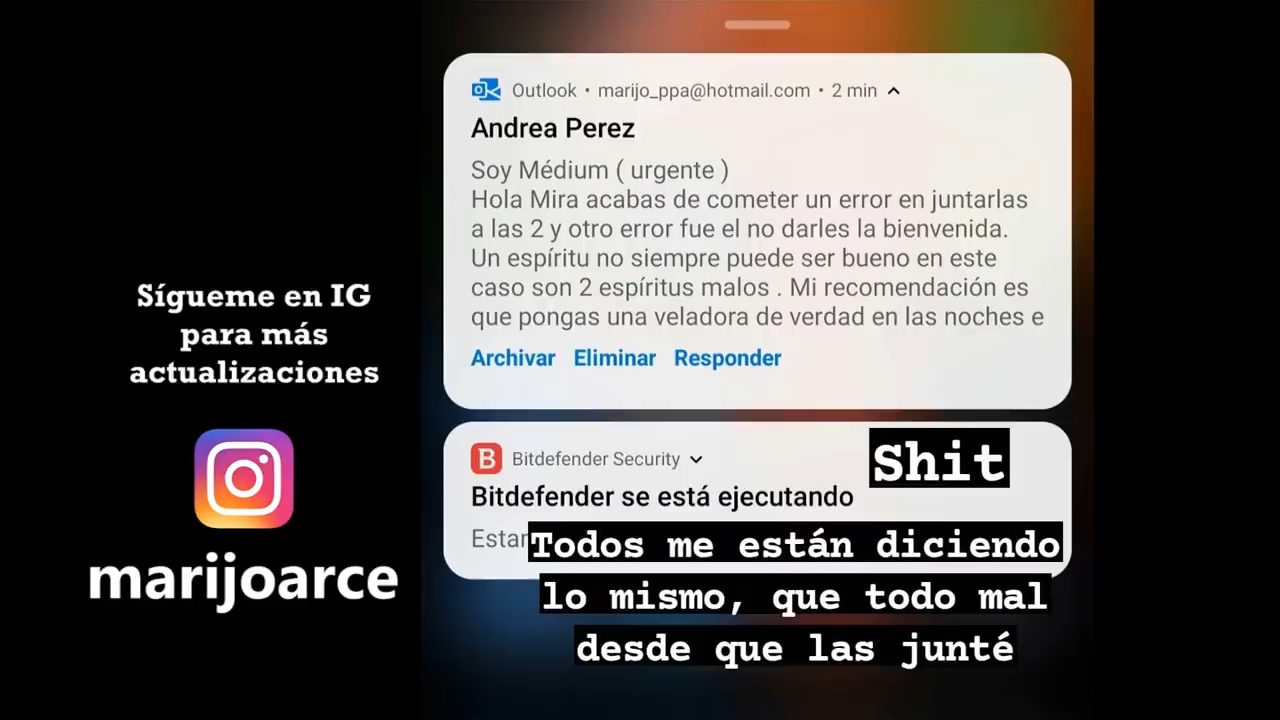 Sígueme en IG
para más
actualizaciones
marijoarce
Outlook • marijo_ppa@hotmail.com • 2 min
Andrea Perez
Soy Médium ( urgente )
Hola Mira acabas de cometer un error en juntarlas
a las 2 y otro error fue el no darles la bienvenida.
Un espíritu no siempre puede ser bueno en este
caso son 2 espíritus malos . Mi recomendación es
que pongas una veladora de verdad en las noches e
Archivar Eliminar Responder
B Bitdefender Security
Bitdefender se está ejecutando
Estar
Shit
Todos me están diciendo
lo mismo, que todo mal
desde que las junté